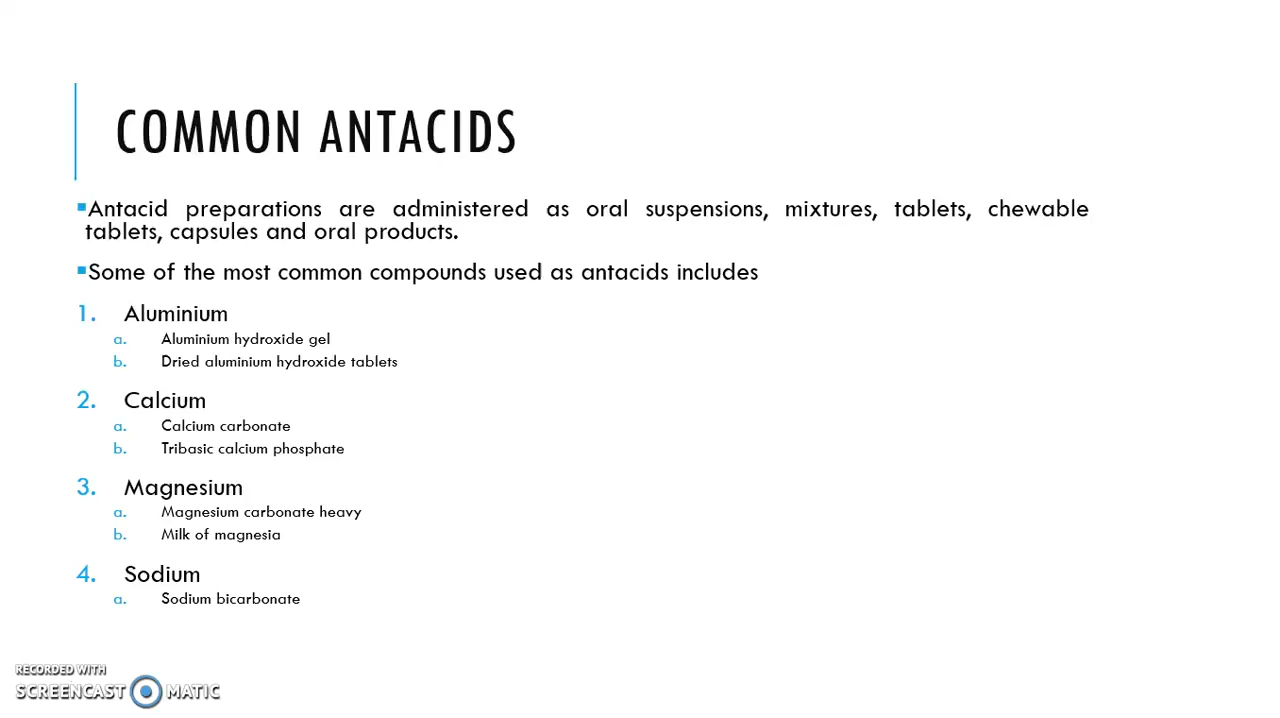 COMMON ANTACIDS
▪Antacid preparations are administered as oral suspensions, mixtures, tablets, chewable
tablets, capsules and oral products.
▪Some of the most common compounds used as antacids includes
1. Aluminium
a. Aluminium hydroxide gel
b. Dried aluminium hydroxide tablets
2. Calcium
a. Calcium carbonate
b. Tribasic calcium phosphate
3. Magnesium
a. Magnesium carbonate heavy
b. Milk of magnesia
4. Sodium
a. Sodium bicarbonate
RECORDED WITH
SCREENCAST MATIC